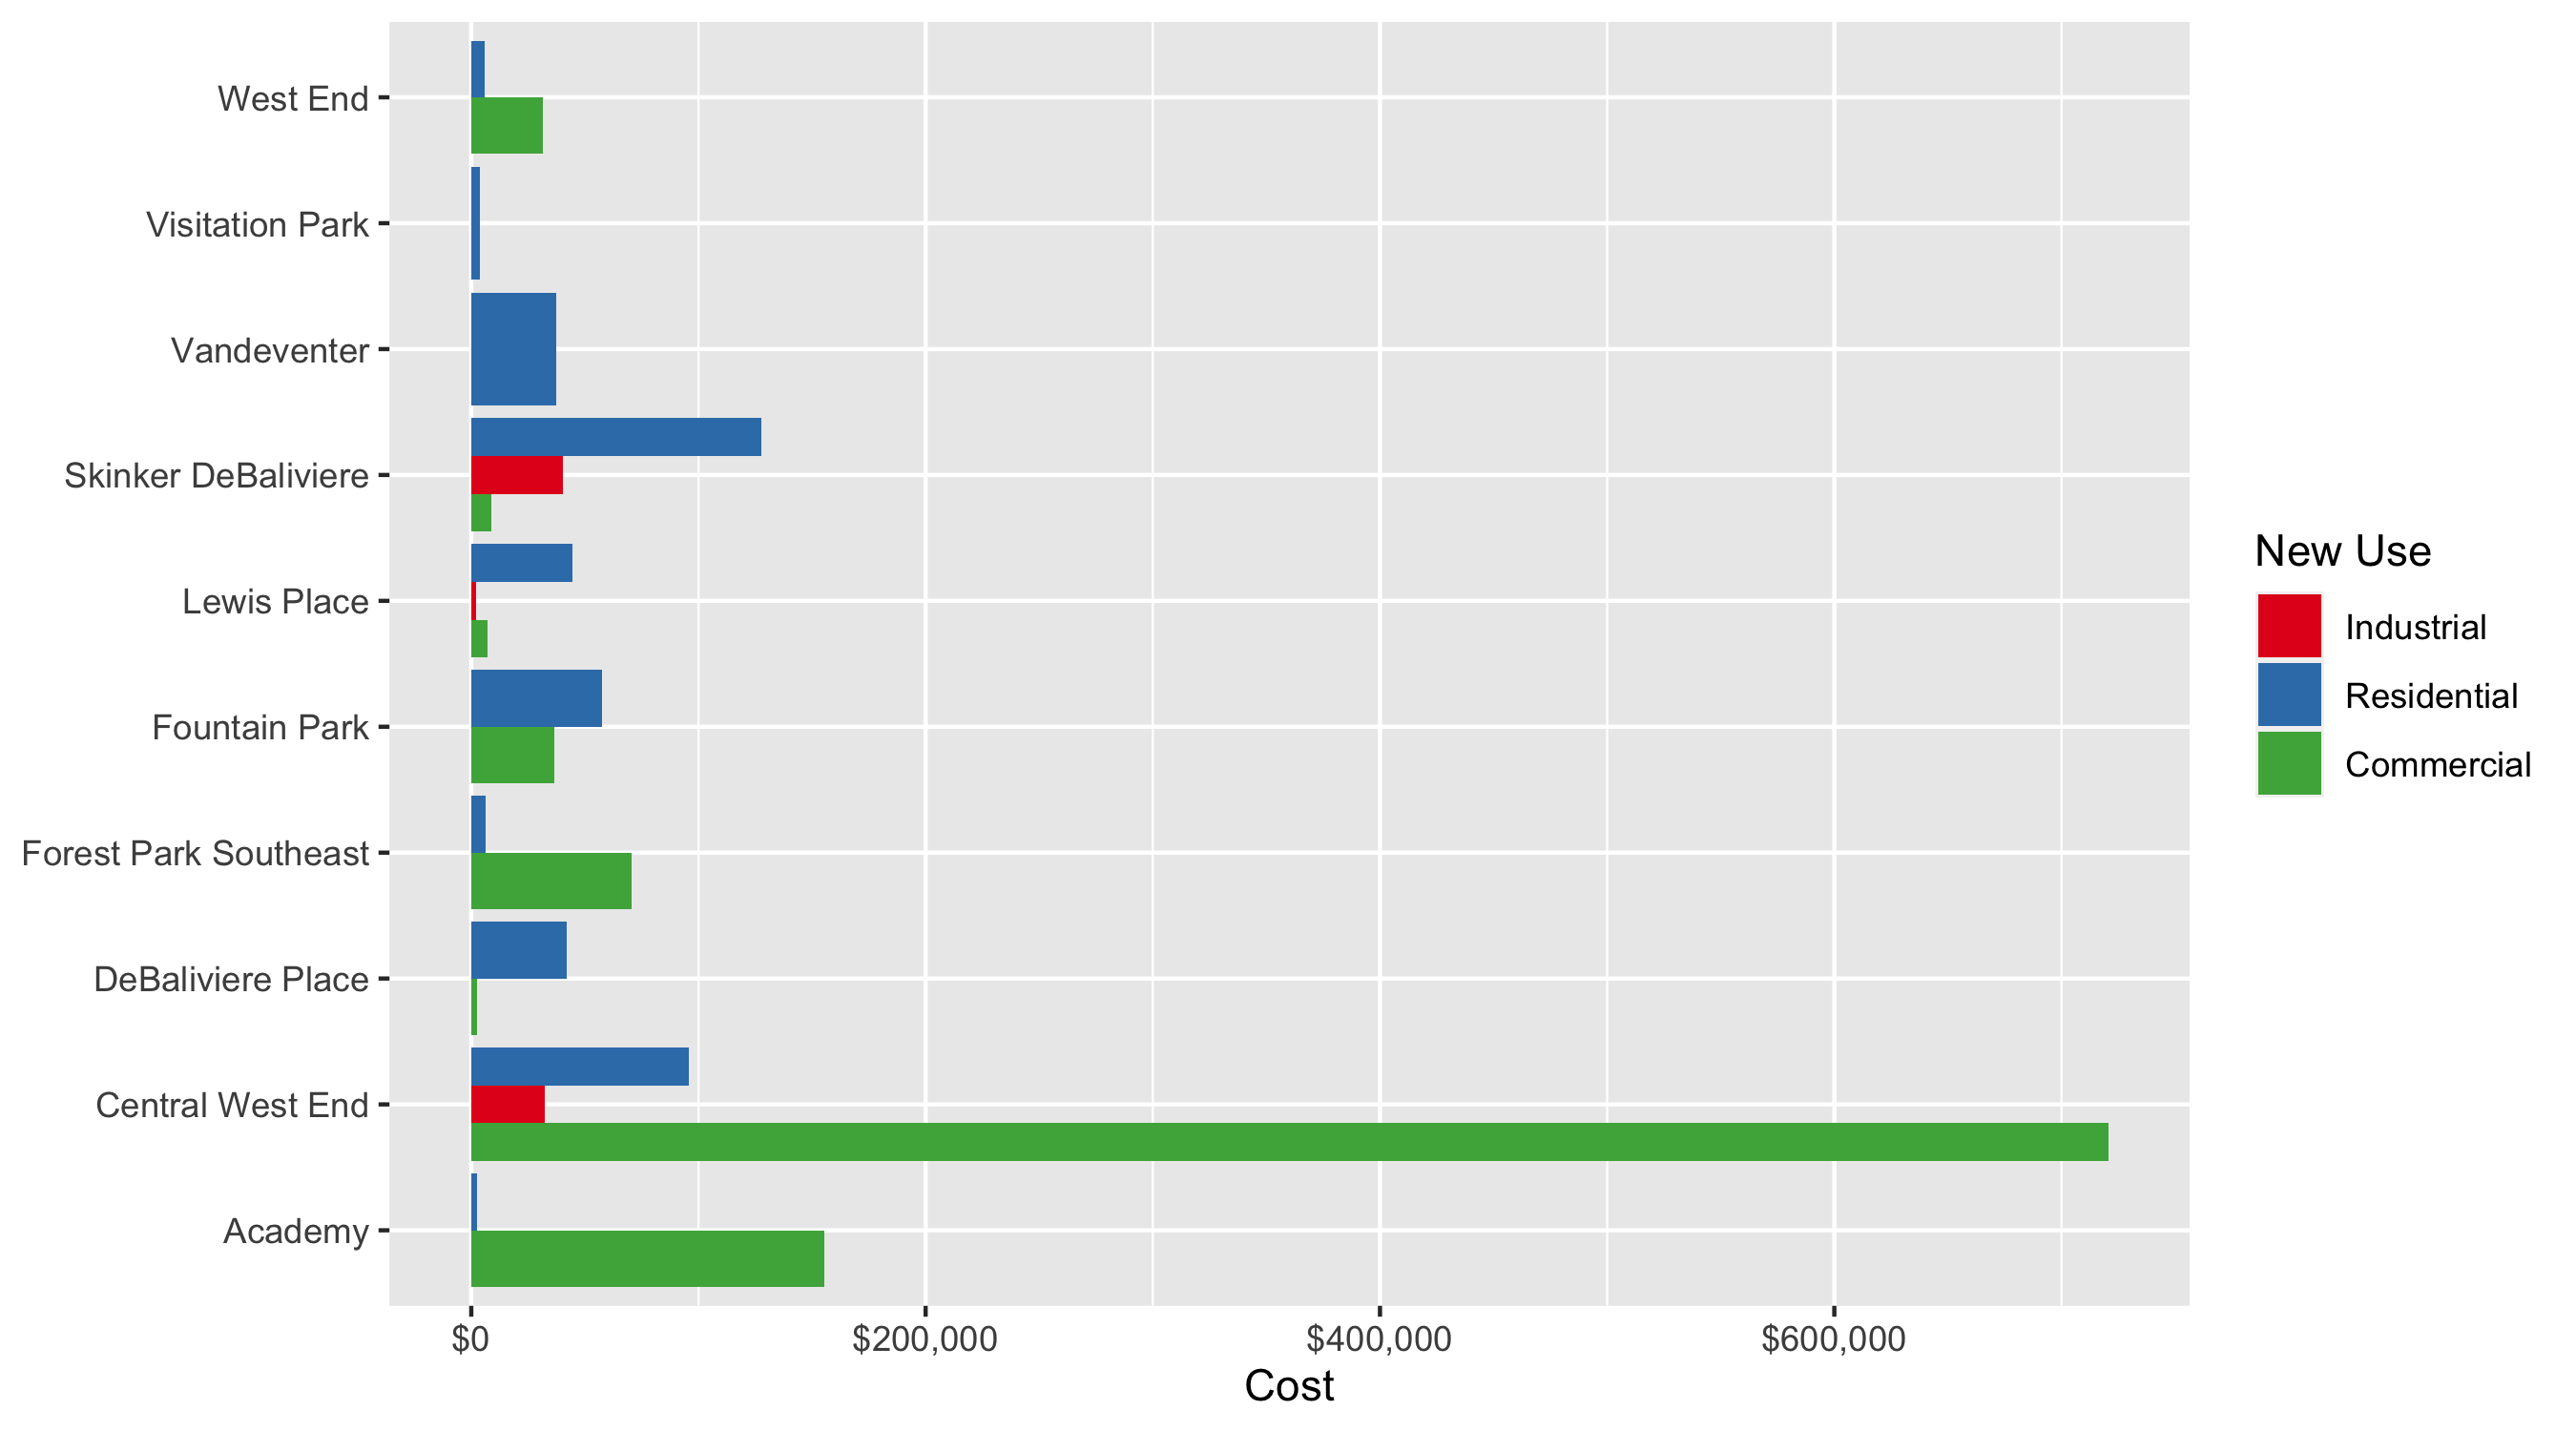 West End
Visitation Park
Vandeventer
Skinker DeBaliviere
Lewis Place
Fountain Park
Forest Park Southeast
DeBaliviere Place
Central West End
Academy
$0 $200,000 $400,000 $600,000
Cost
New Use
Industrial
Residential
Commercial